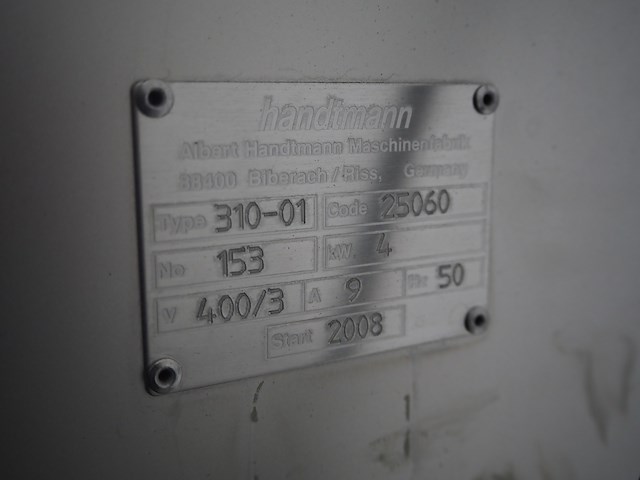 handtmann
Albert Handtmann Maschinenfabrik
88400 Biberach/Riss, Germany
Type 310-01 Code 25060
No 153 kW 4
V 400/3 A 9 Hz 50
Start 2008